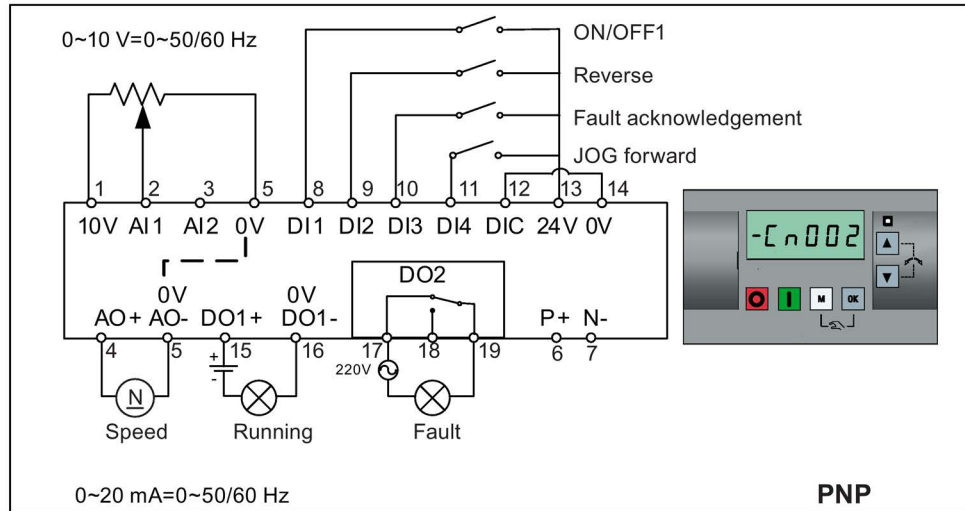 0~10 V=0~50/60 Hz
ON/OFF1
Reverse
Fault acknowledgement
JOG forward
1 2 3 5 8 9 10 11 12 13 14
10V AI1 AI2 0V DI1 DI2 DI3 DI4 DIC 24V 0V
-Cn002
M OK
DO2
0V 0V
AO+ AO- DO1+ DO1- P+ N-
4 5 15 16 17 18 19 6 7
+
-
220V
N
Speed Running Fault
0~20 mA=0~50/60 Hz
PNP